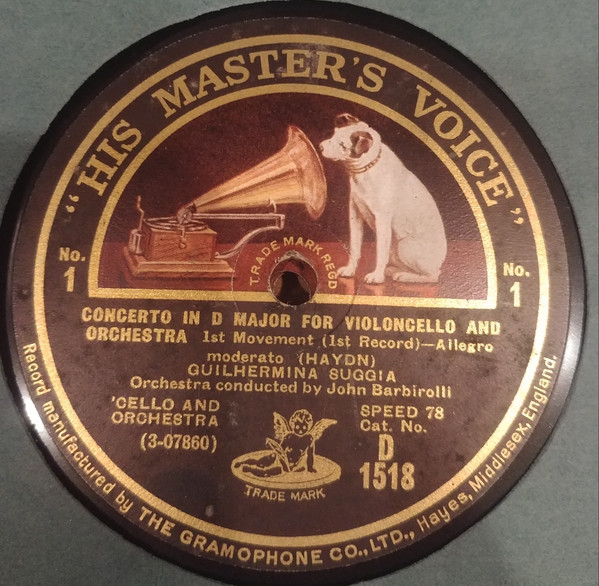 "HIS MASTER'S VOICE"
TRADE MARK REGD
No. 1
No. 1
CONCERTO IN D MAJOR FOR VIOLONCELLO AND
ORCHESTRA 1st Movement (1st Record)—Allegro
moderato (HAYDN)
GUILHERMINA SUGGIA
Orchestra conducted by John Barbirolli
'CELLO AND
ORCHESTRA
(3-07860)
SPEED 78
Cat. No.
D
1518
TRADE MARK
Record manufactured by THE GRAMOPHONE CO., LTD., Hayes, Middlesex, England.